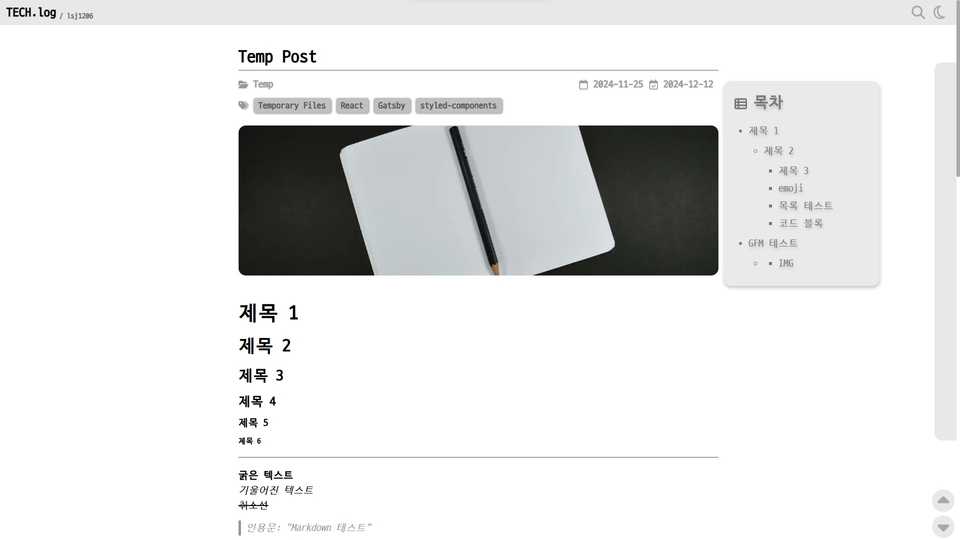 TECH.log / lsj1206
Temp Post
Temp
2024-11-25 2024-12-12
Temporary Files React Gatsby styled-components
목차
제목 1
제목 2
제목 3
emoji
목록 테스트
코드 블록
GFM 테스트
IMG
제목 1
제목 2
제목 3
제목 4
제목 5
제목 6
굵은 텍스트
기울어진 텍스트
취소선
인용문: "Markdown 테스트"